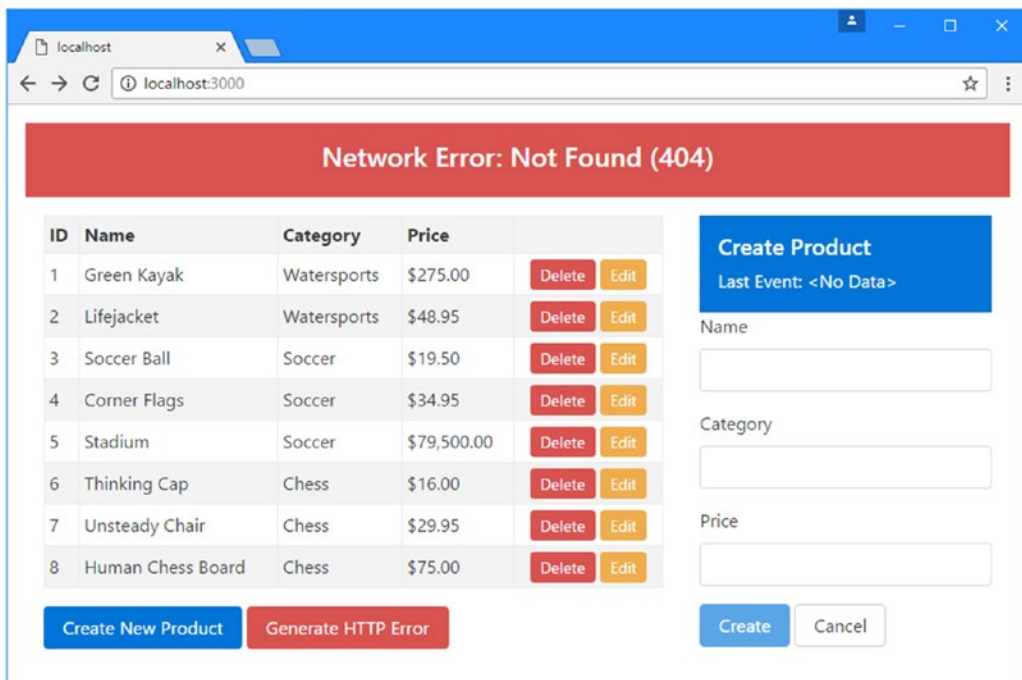 localhost
localhost:3000
Network Error: Not Found (404)
ID Name Category Price
1 Green Kayak Watersports $275.00 Delete Edit
2 Lifejacket Watersports $48.95 Delete Edit
3 Soccer Ball Soccer $19.50 Delete Edit
4 Corner Flags Soccer $34.95 Delete Edit
5 Stadium Soccer $79,500.00 Delete Edit
6 Thinking Cap Chess $16.00 Delete Edit
7 Unsteady Chair Chess $29.95 Delete Edit
8 Human Chess Board Chess $75.00 Delete Edit
Create New Product Generate HTTP Error
Create Product
Last Event: <No Data>
Name
Category
Price
Create Cancel